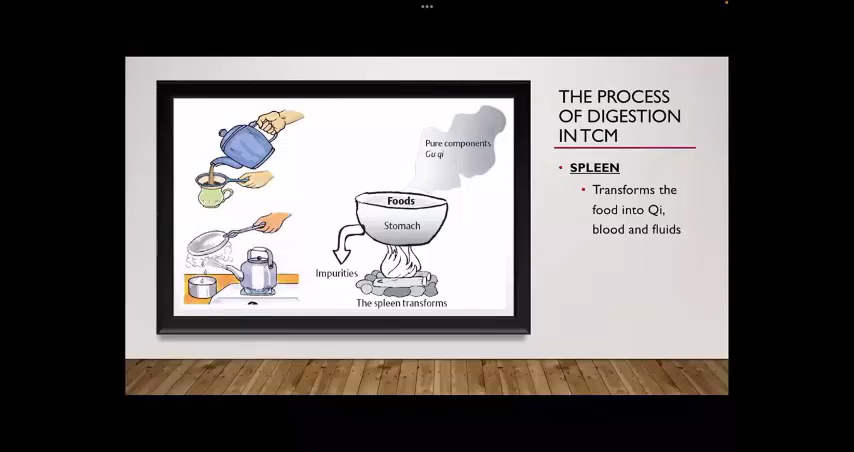 THE PROCESS
OF DIGESTION
IN TCM
• SPLEEN
• Transforms the
food into Qi,
blood and fluids
Pure components
Gu qi
Foods
Stomach
Impurities
The spleen transforms